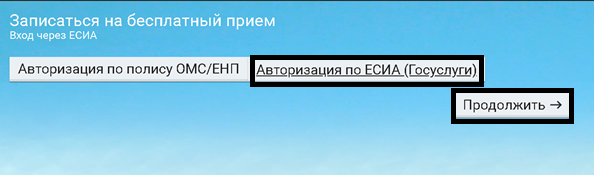 Записаться на бесплатный прием
Вход через ЕСИА
Авторизация по полису ОМС/ЕНП Авторизация по ЕСИА (Госуслуги)
Продолжить →